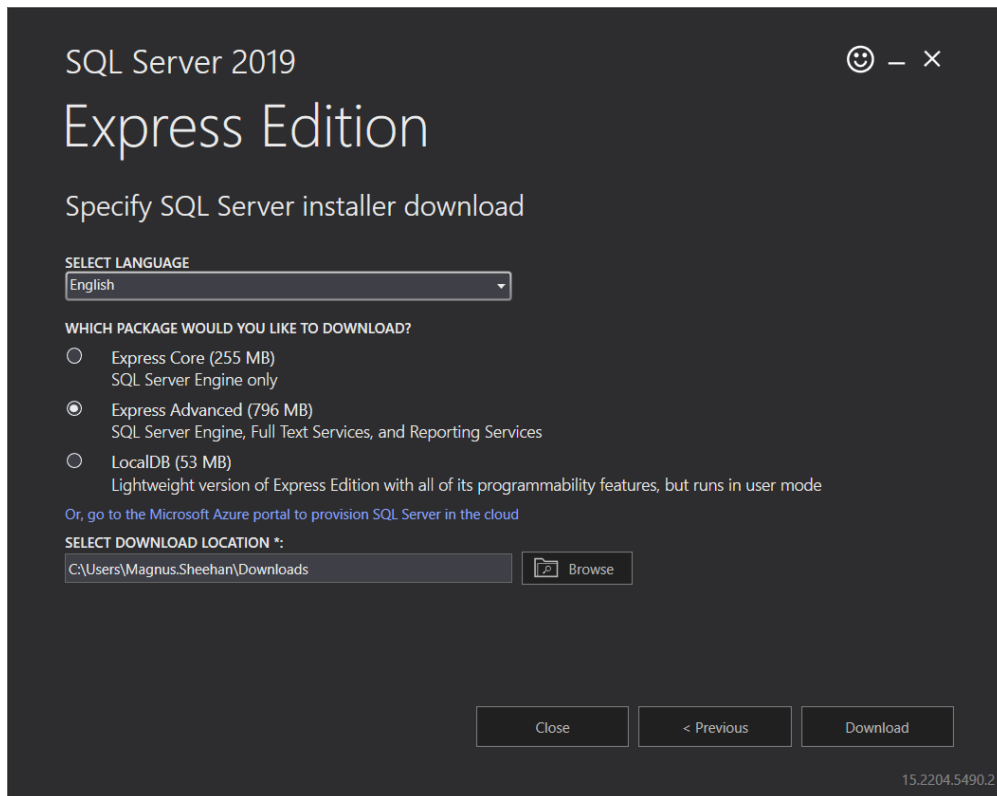 SQL Server 2019
Express Edition
Specify SQL Server installer download
SELECT LANGUAGE
English
WHICH PACKAGE WOULD YOU LIKE TO DOWNLOAD?
Express Core (255 MB)
SQL Server Engine only
Express Advanced (796 MB)
SQL Server Engine, Full Text Services, and Reporting Services
LocalDB (53 MB)
Lightweight version of Express Edition with all of its programmability features, but runs in user mode
Or, go to the Microsoft Azure portal to provision SQL Server in the cloud
SELECT DOWNLOAD LOCATION *:
C:\Users\Magnus.Sheehan\Downloads
Browse
Close
< Previous
Download
15.2204.5490.2